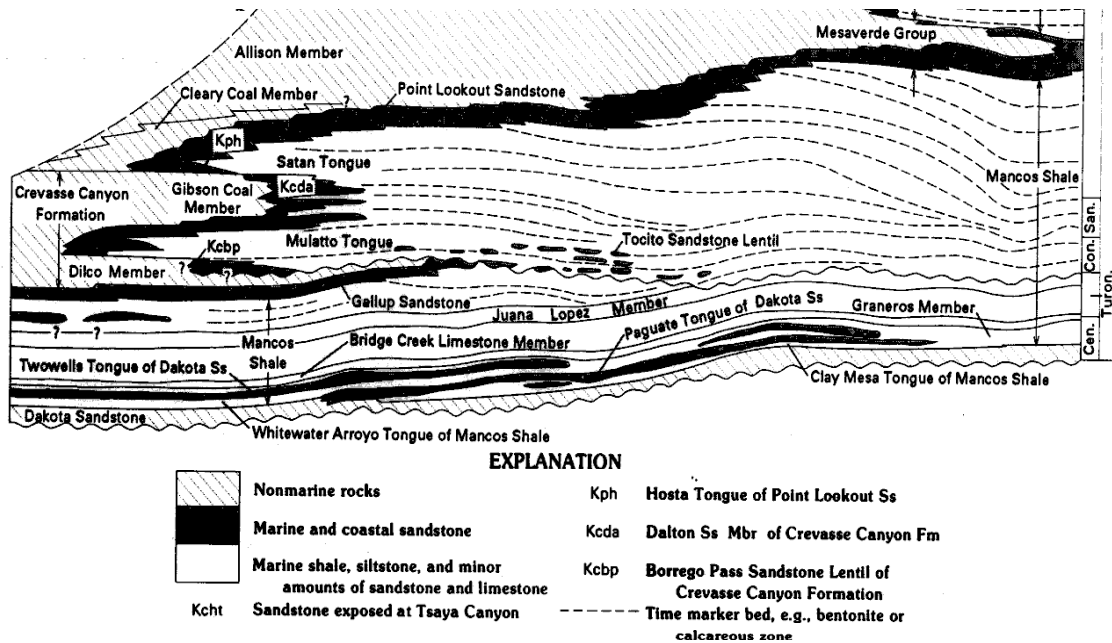 Mesaverde Group
Allison Member
Cleary Coal Member
?
Point Lookout Sandstone
Kph
Satan Tongue
Crevasse Canyon
Formation
Gibson Coal
Member
Kcda
Mancos Shale
San.
Kcbp
Mulatto Tongue
Tocito Sandstone Lentil
Con.
Dilco Member
?
?
Gallup Sandstone
Juana Lopez Member
Paguate Tongue of Dakota Ss
Graneros Member
Turon.
? ?
Mancos
Shale
Bridge Creek Limestone Member
Cen.
Twowells Tongue of Dakota Ss
Clay Mesa Tongue of Mancos Shale
Dakota Sandstone
Whitewater Arroyo Tongue of Mancos Shale
EXPLANATION
Nonmarine rocks
Marine and coastal sandstone
Marine shale, siltstone, and minor
amounts of sandstone and limestone
Kcht Sandstone exposed at Tsaya Canyon
Kph Hosta Tongue of Point Lookout Ss
Kcda Dalton Ss Mbr of Crevasse Canyon Fm
Kcbp Borrego Pass Sandstone Lentil of
Crevasse Canyon Formation
Time marker bed, e.g., bentonite or
calcareous zone